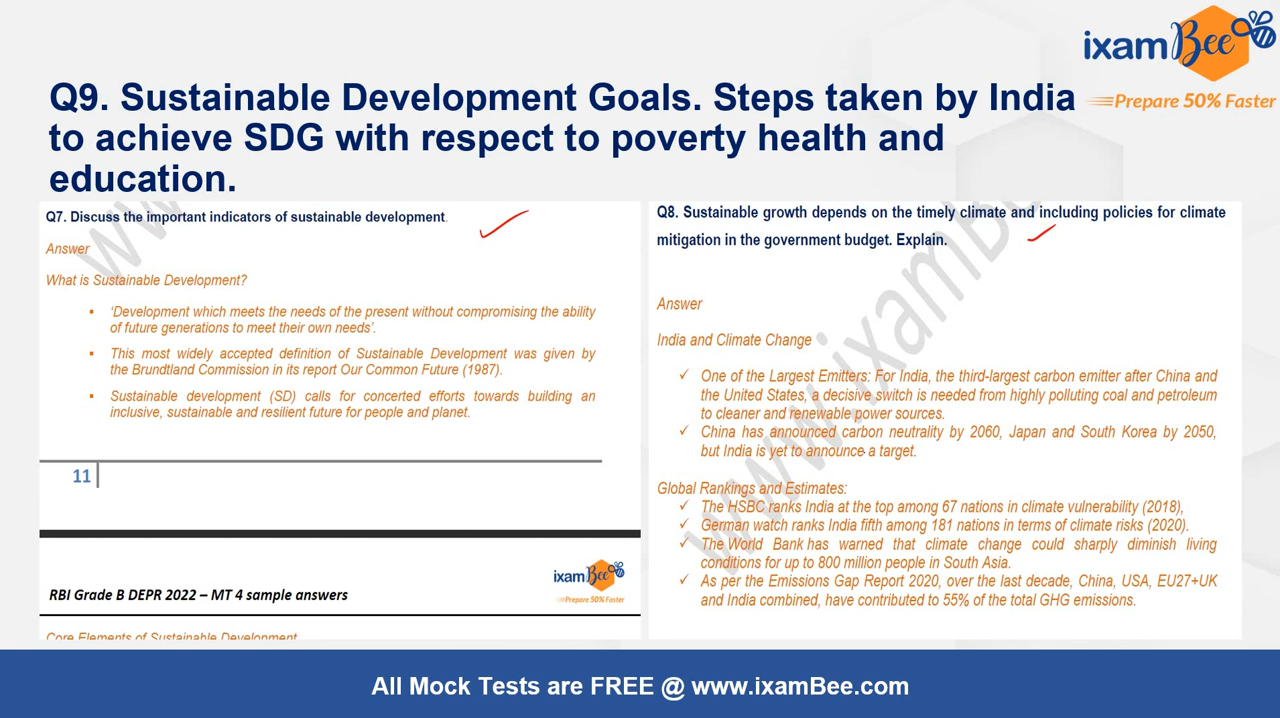 ixamBee
Prepare 50% Faster
Q9. Sustainable Development Goals. Steps taken by India
to achieve SDG with respect to poverty health and
education.
Q7. Discuss the important indicators of sustainable development.
Answer
What is Sustainable Development?
▪ ‘Development which meets the needs of the present without compromising the ability
of future generations to meet their own needs’.
▪ This most widely accepted definition of Sustainable Development was given by
the Brundtland Commission in its report Our Common Future (1987).
▪ Sustainable development (SD) calls for concerted efforts towards building an
inclusive, sustainable and resilient future for people and planet.
11
ixamBee
Prepare 50% Faster
RBI Grade B DEPR 2022 – MT 4 sample answers
Core Elements of Sustainable Development
Q8. Sustainable growth depends on the timely climate and including policies for climate
mitigation in the government budget. Explain.
Answer
India and Climate Change
✓ One of the Largest Emitters: For India, the third-largest carbon emitter after China and
the United States, a decisive switch is needed from highly polluting coal and petroleum
to cleaner and renewable power sources.
✓ China has announced carbon neutrality by 2060, Japan and South Korea by 2050,
but India is yet to announce a target.
Global Rankings and Estimates:
✓ The HSBC ranks India at the top among 67 nations in climate vulnerability (2018),
✓ German watch ranks India fifth among 181 nations in terms of climate risks (2020).
✓ The World Bank has warned that climate change could sharply diminish living
conditions for up to 800 million people in South Asia.
✓ As per the Emissions Gap Report 2020, over the last decade, China, USA, EU27+UK
and India combined, have contributed to 55% of the total GHG emissions.
www.ixamBee
All Mock Tests are FREE @ www.ixamBee.com